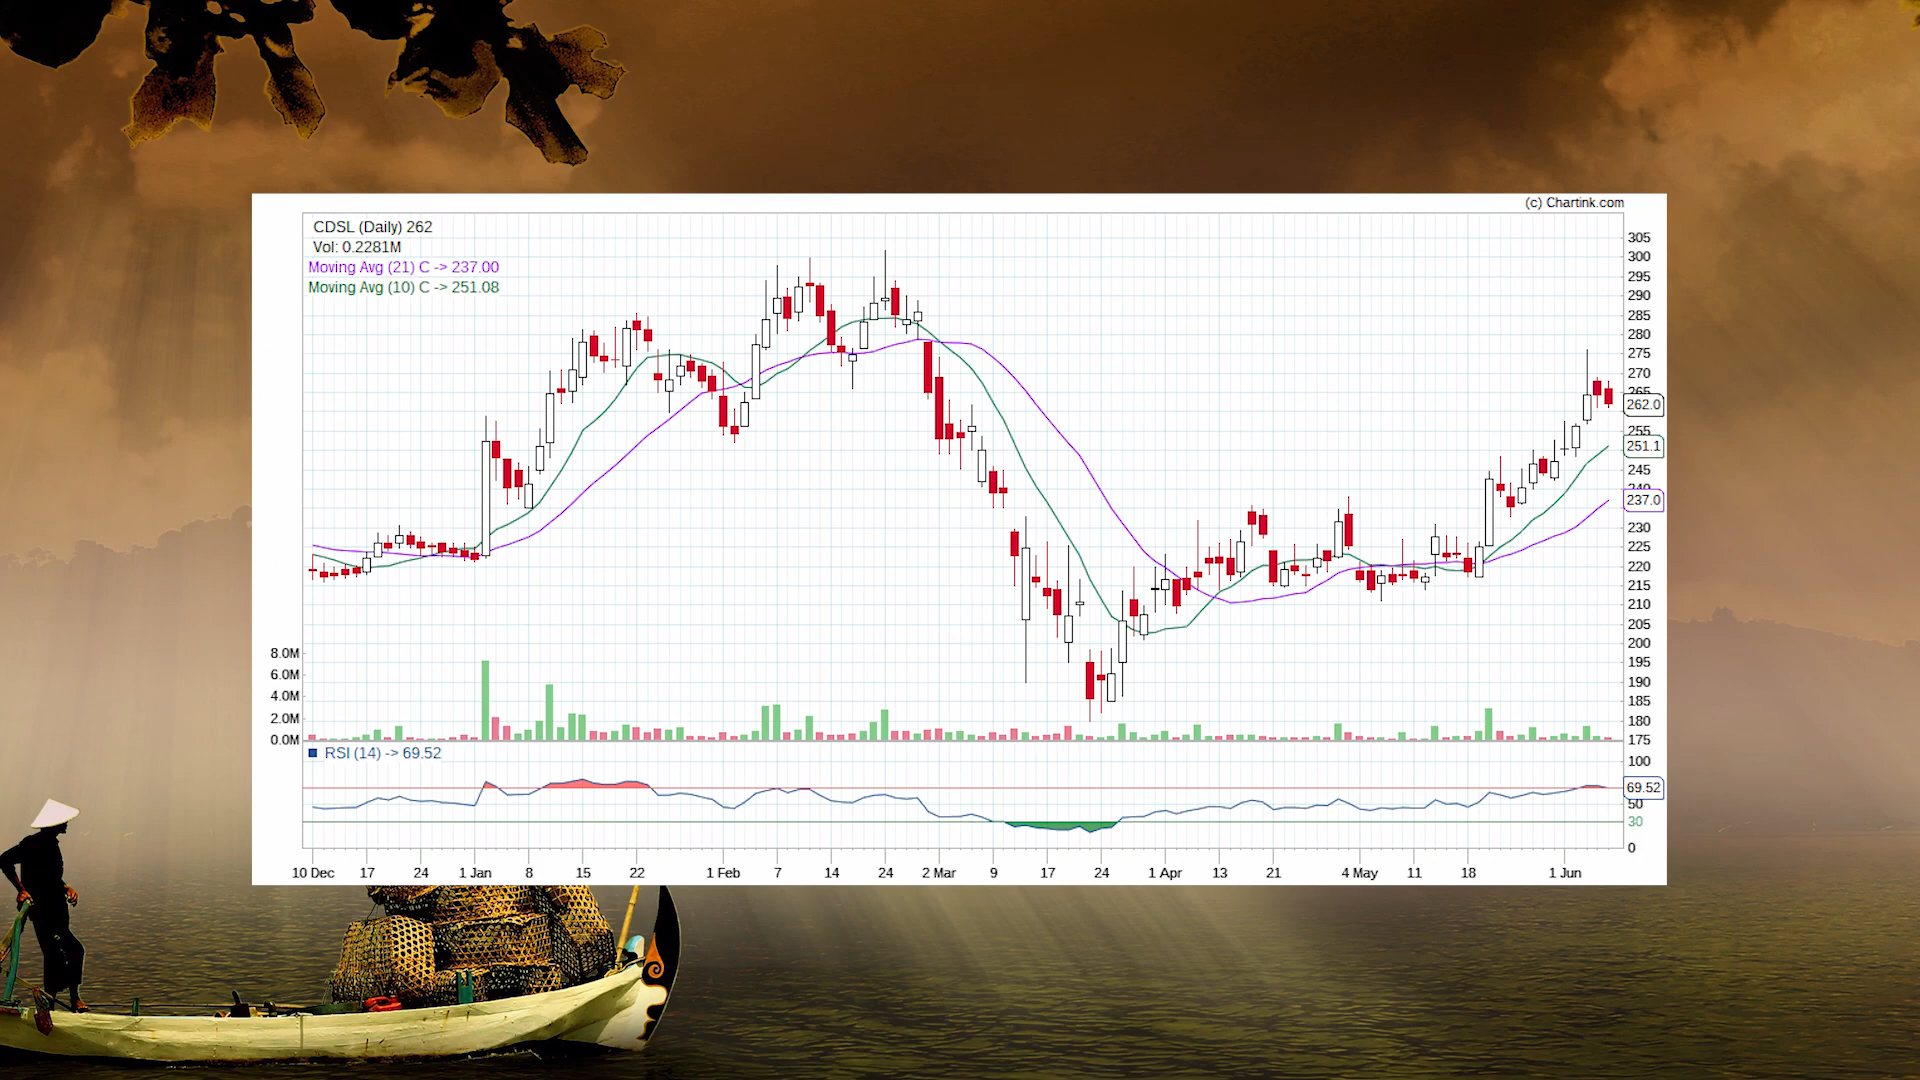 (c) Chartink.com
CDSL (Daily) 262
Vol: 0.2281M
Moving Avg (21) C -> 237.00
Moving Avg (10) C -> 251.08
305
300
295
290
285
280
275
270
265
262.0
255
251.1
245
240
237.0
230
225
220
215
210
205
200
195
190
185
180
175
8.0M
6.0M
4.0M
2.0M
0.0M
RSI (14) -> 69.52
100
69.52
50
30
0
10 Dec 17 24 1 Jan 8 15 22 1 Feb 7 14 24 2 Mar 9 17 24 1 Apr 13 21 4 May 11 18 1 Jun